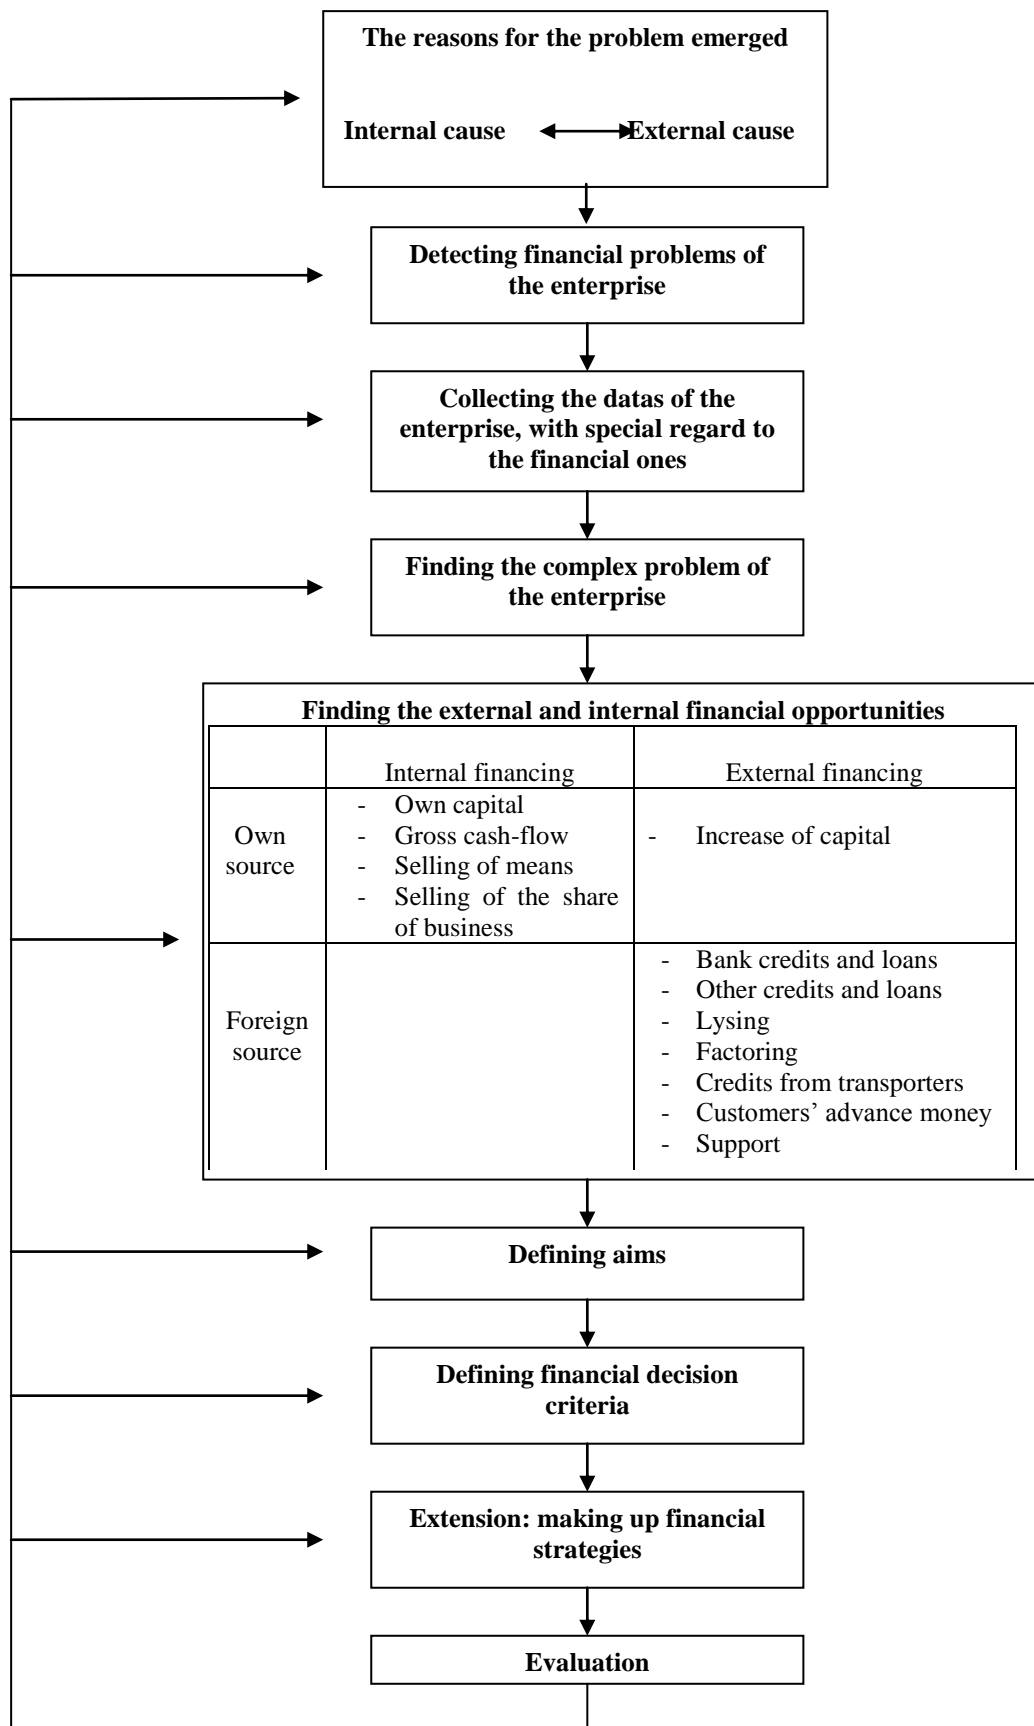 The reasons for the problem emerged
Internal cause External cause
Detecting financial problems of
the enterprise
Collecting the datas of the
enterprise, with special regard to
the financial ones
Finding the complex problem of
the enterprise
Finding the external and internal financial opportunities
Internal financing External financing
Own
source
- Own capital
- Gross cash-flow
- Selling of means
- Selling of the share
of business
- Increase of capital
Foreign
source
- Bank credits and loans
- Other credits and loans
- Lysing
- Factoring
- Credits from transporters
- Customers’ advance money
- Support
Defining aims
Defining financial decision
criteria
Extension: making up financial
strategies
Evaluation